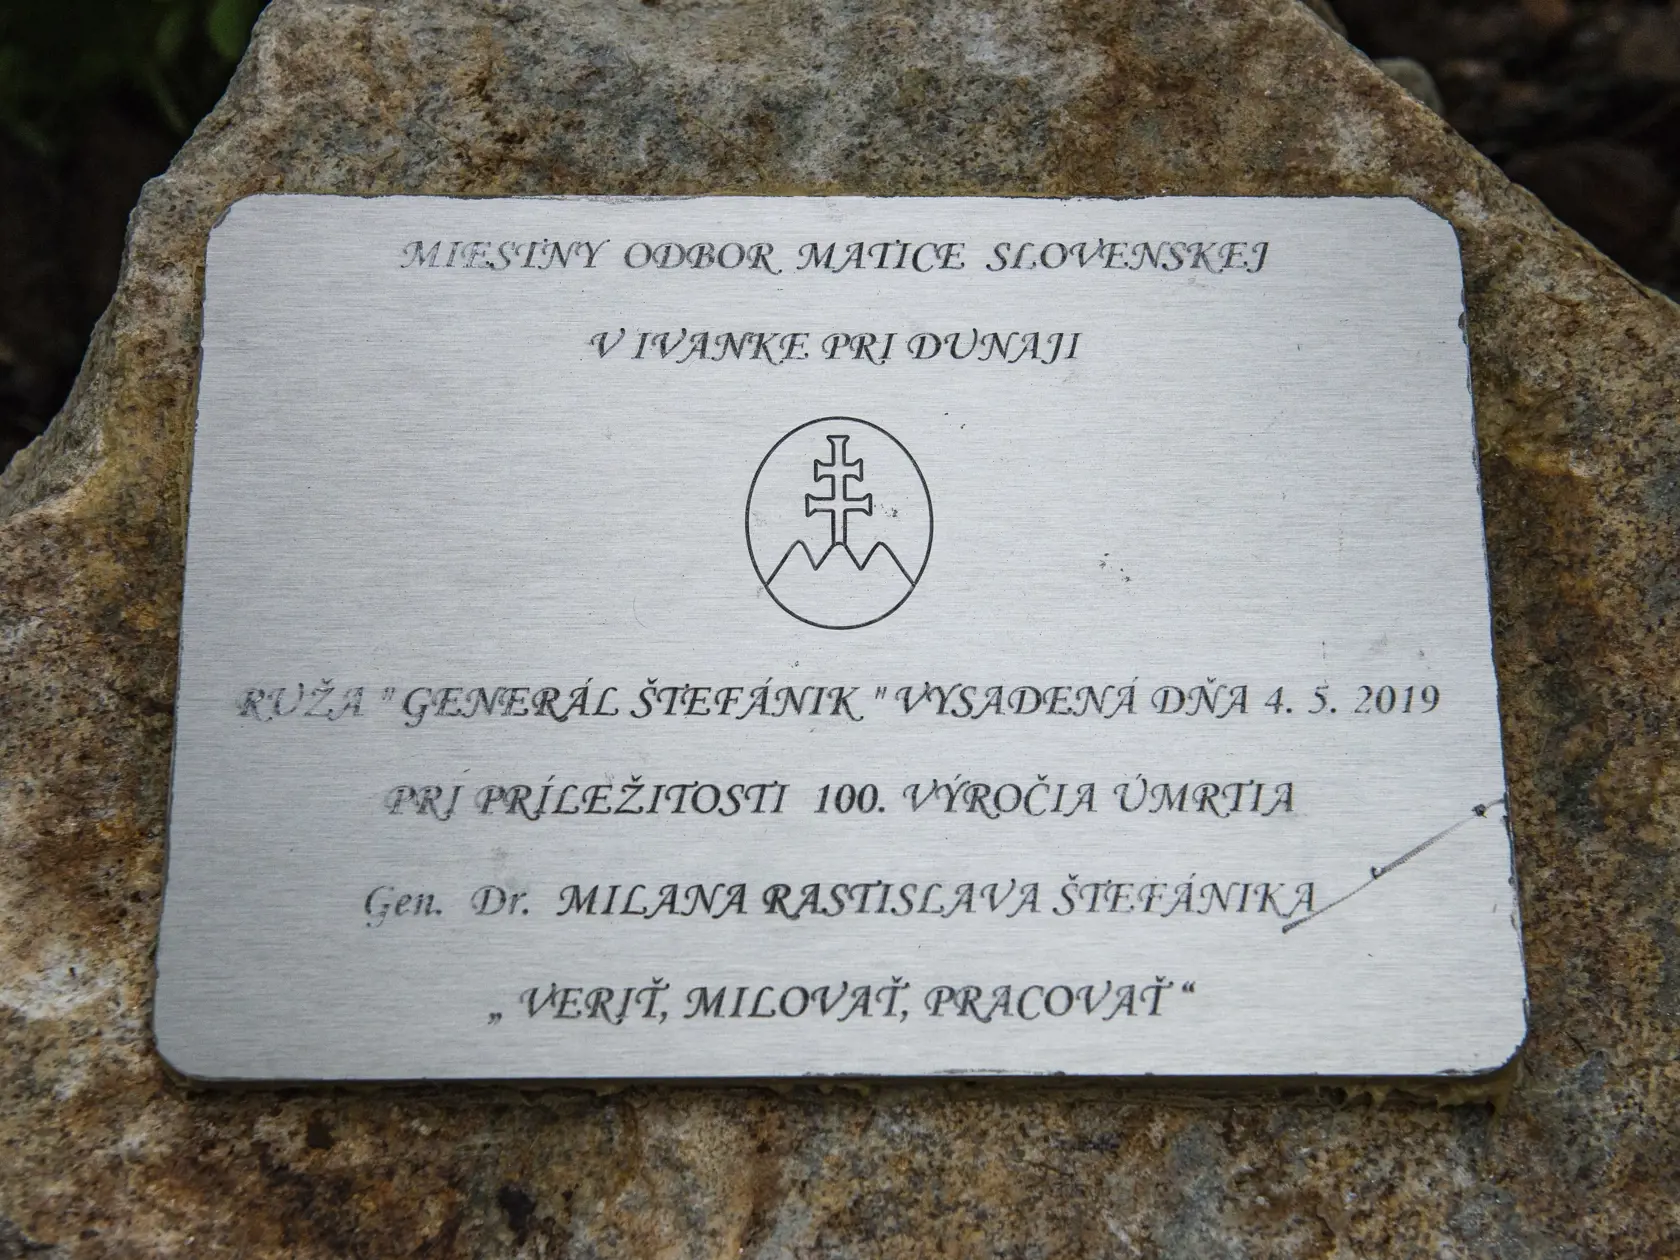 MIESTNY ODBOR MATICE SLOVENSKEJ
V IVANKE PRI DUNAJI
RUŽA "GENERÁL ŠTEFÁNIK" VYSADENÁ DŇA 4. 5. 2019
PRI PRÍLEŽITOSTI 100. VÝROČIA ÚMRTIA
Gen. Dr. MILANA RASTISLAVA ŠTEFÁNIKA
„VERIŤ, MILOVAŤ, PRACOVAŤ“